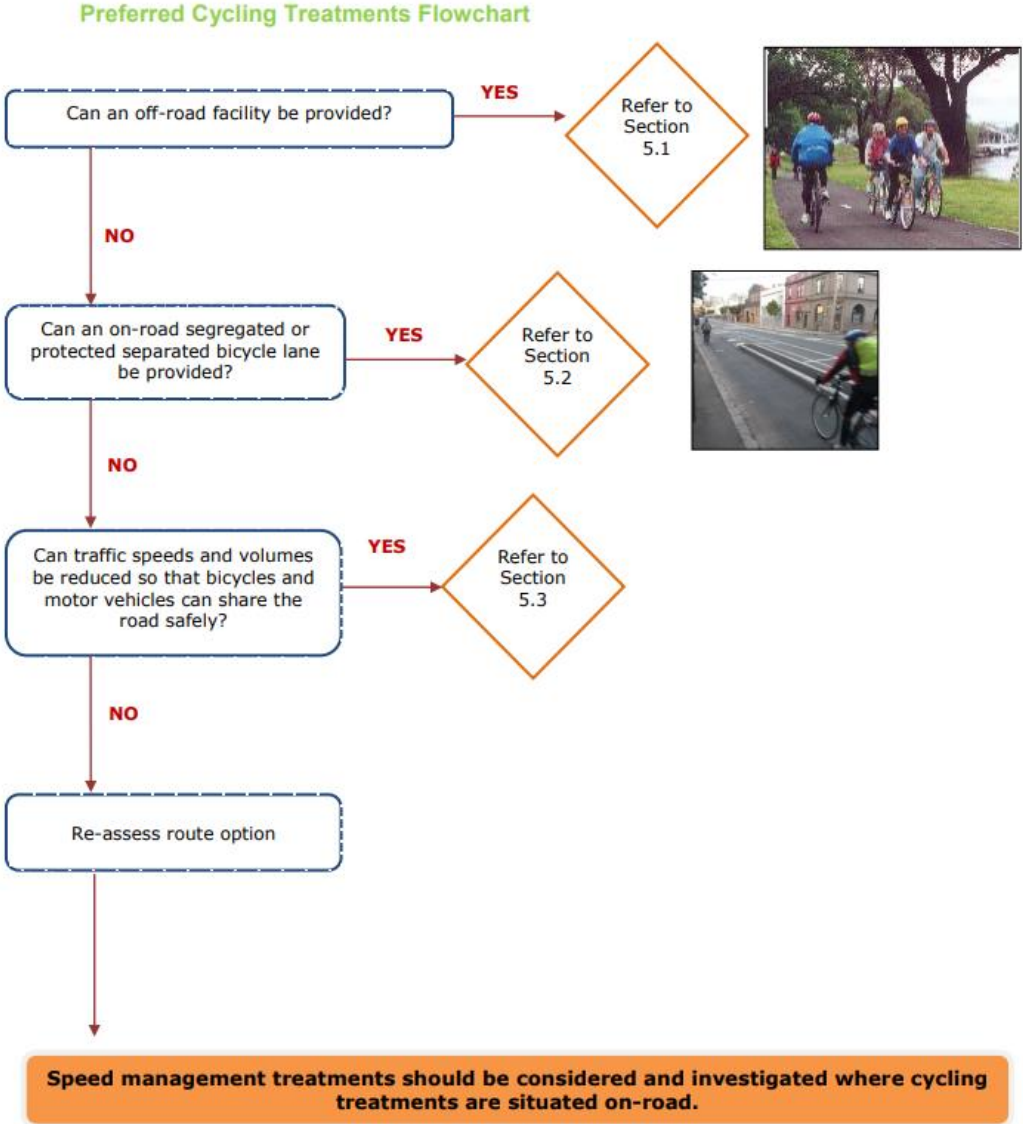 Preferred Cycling Treatments Flowchart
Can an off-road facility be provided?
YES
Refer to
Section
5.1
NO
Can an on-road segregated or
protected separated bicycle lane
be provided?
YES
Refer to
Section
5.2
NO
Can traffic speeds and volumes
be reduced so that bicycles and
motor vehicles can share the
road safely?
YES
Refer to
Section
5.3
NO
Re-assess route option
Speed management treatments should be considered and investigated where cycling
treatments are situated on-road.